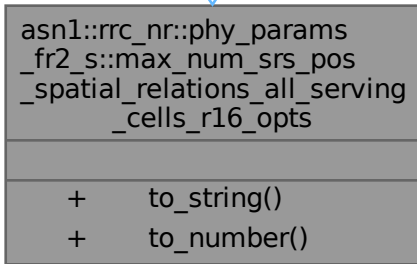 asn1::rrc_nr::phy_params
_fr2_s::max_num_srs_pos
_spatial_relations_all_serving
_cells_r16_opts
+ to_string()
+ to_number()